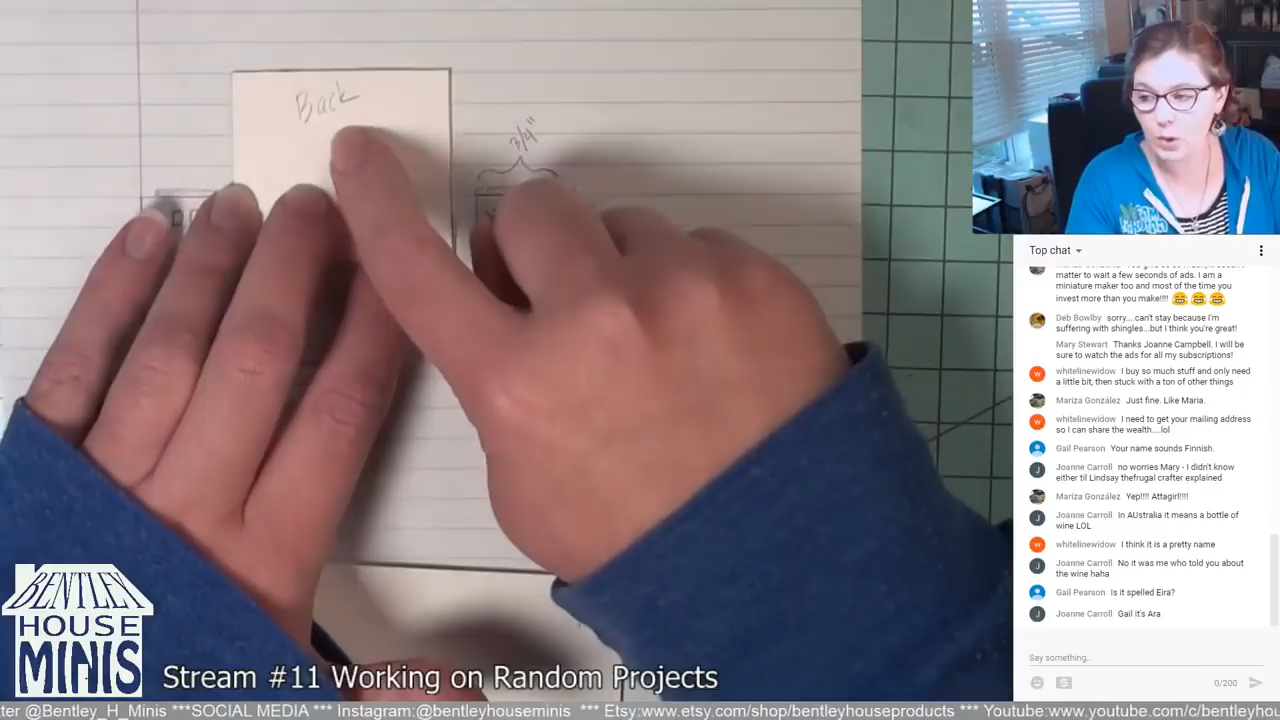 Back
3/4"
Top chat
matter to wait a few seconds of ads. I am a
miniature maker too and most of the time you
invest more than you make!!!!
Deb Bowlby sorry....can't stay because i'm
suffering with shingles...but I think you're great!
Mary Stewart Thanks Joanne Campbell. I will be
sure to watch the ads for all my subscriptions!
whitelinewidow I buy so much stuff and only need
a little bit, then stuck with a ton of other things
Mariza González Just fine. Like Maria.
whitelinewidow I need to get your mailing address
so I can share the wealth....lol
Gail Pearson Your name sounds Finnish.
Joanne Carroll no worries Mary - I didn't know
either til Lindsay thefrugal crafter explained
Mariza González Yep!!!! Attagirl!!!!
Joanne Carroll In AUstralia it means a bottle of
wine LOL
whitelinewidow I think it is a pretty name
Joanne Carroll No it was me who told you about
the wine haha
Gail Pearson Is it spelled Eira?
Joanne Carroll Gail it's Ara
Say something...
0/200
BENTLEY
HOUSE
MINIS
Stream #11 Working on Random Projects
tter @Bentley_H_Minis ***SOCIAL MEDIA *** Instagram:@bentleyhouseminis *** Etsy:www.etsy.com/shop/bentleyhouseproducts *** Youtube:www.youtube.com/c/bentleyhou